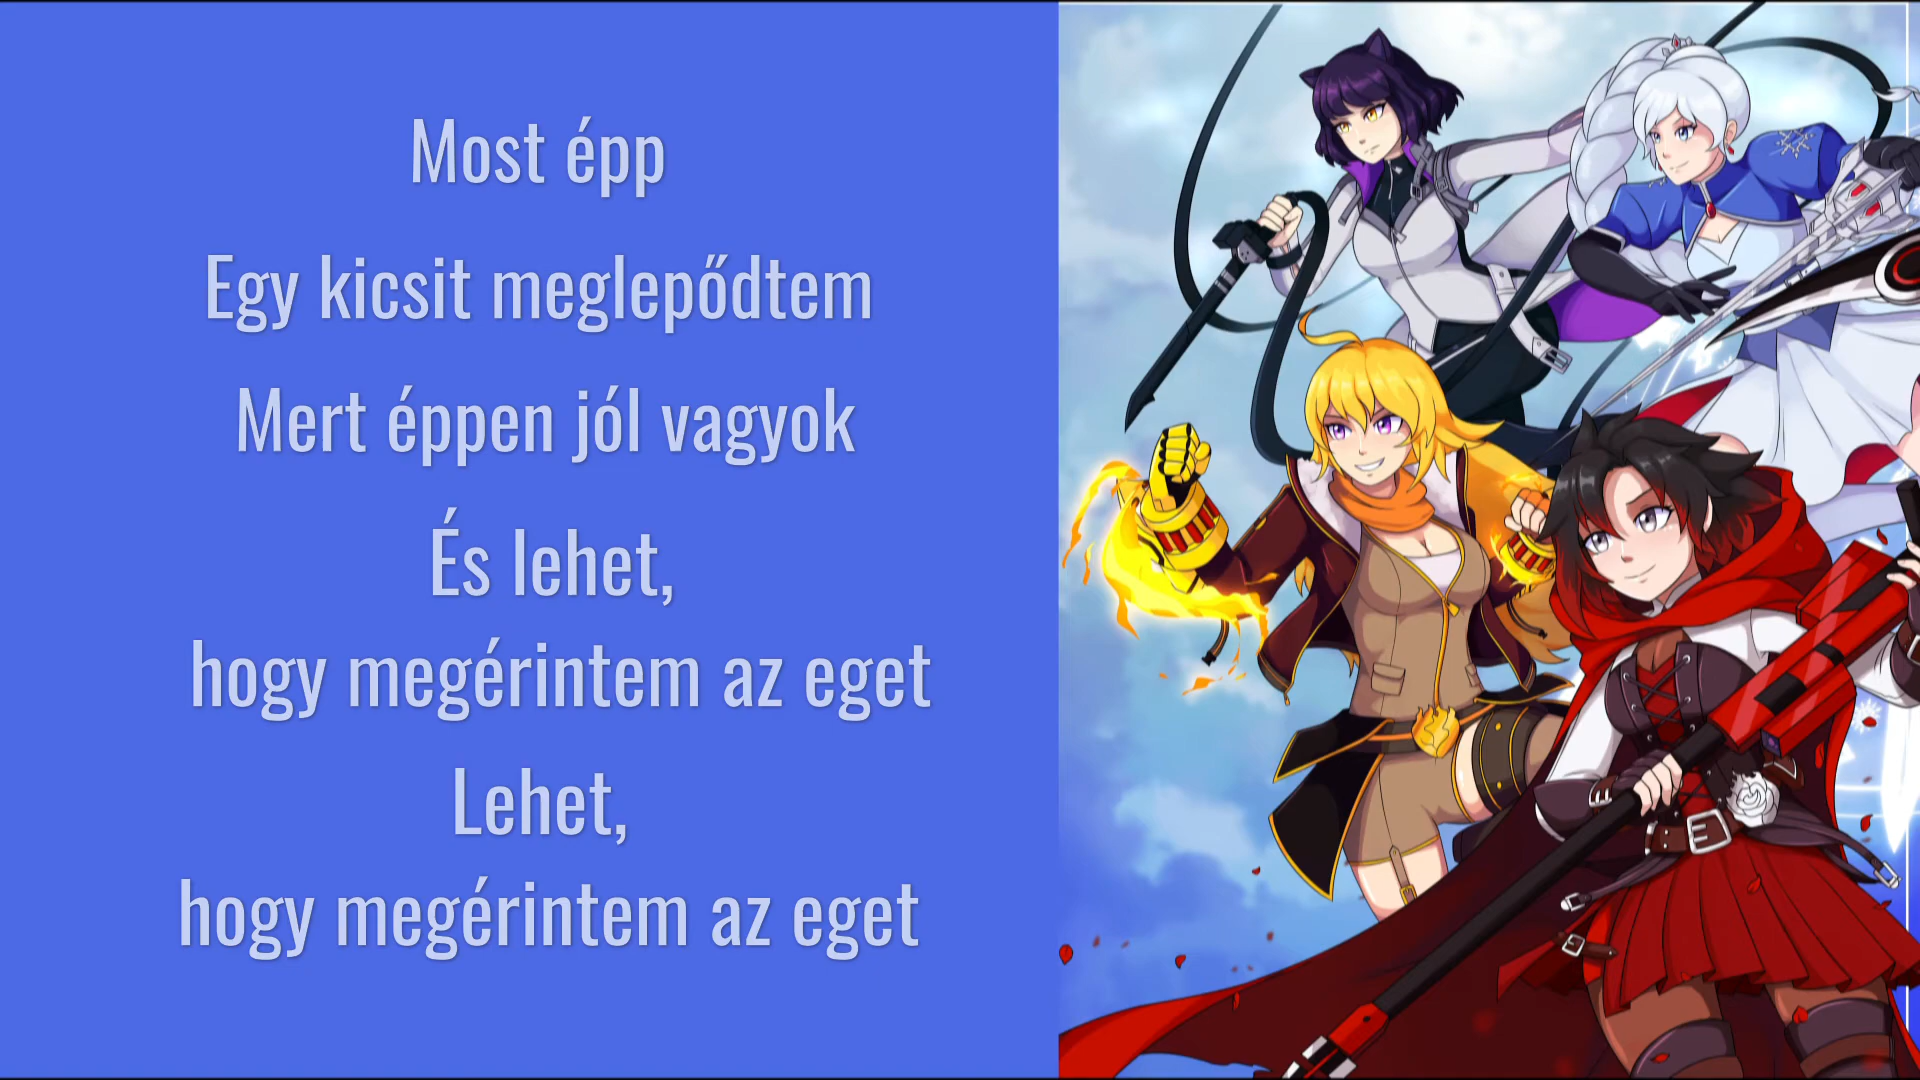 Most épp
Egy kicsit meglepődtem
Mert éppen jól vagyok
És lehet,
hogy megérintem az eget
Lehet,
hogy megérintem az eget